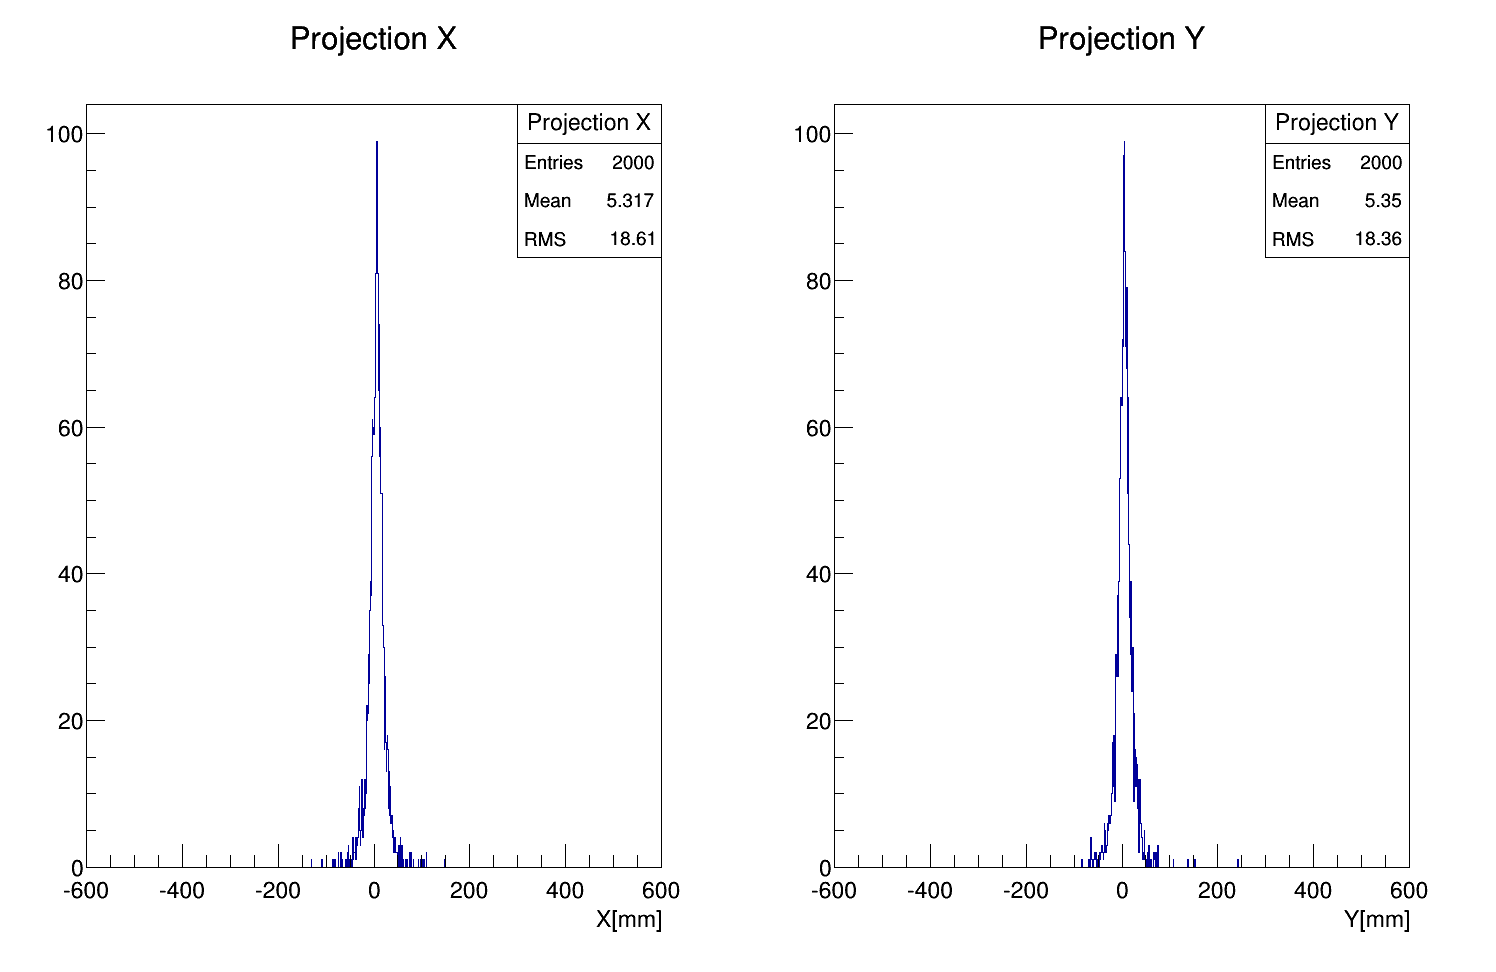 Projection X
Projection X
Entries 2000
Mean 5.317
RMS 18.61
100
80
60
40
20
0
-600 -400 -200 0 200 400 600
X[mm]
Projection Y
Projection Y
Entries 2000
Mean 5.35
RMS 18.36
100
80
60
40
20
0
-600 -400 -200 0 200 400 600
Y[mm]